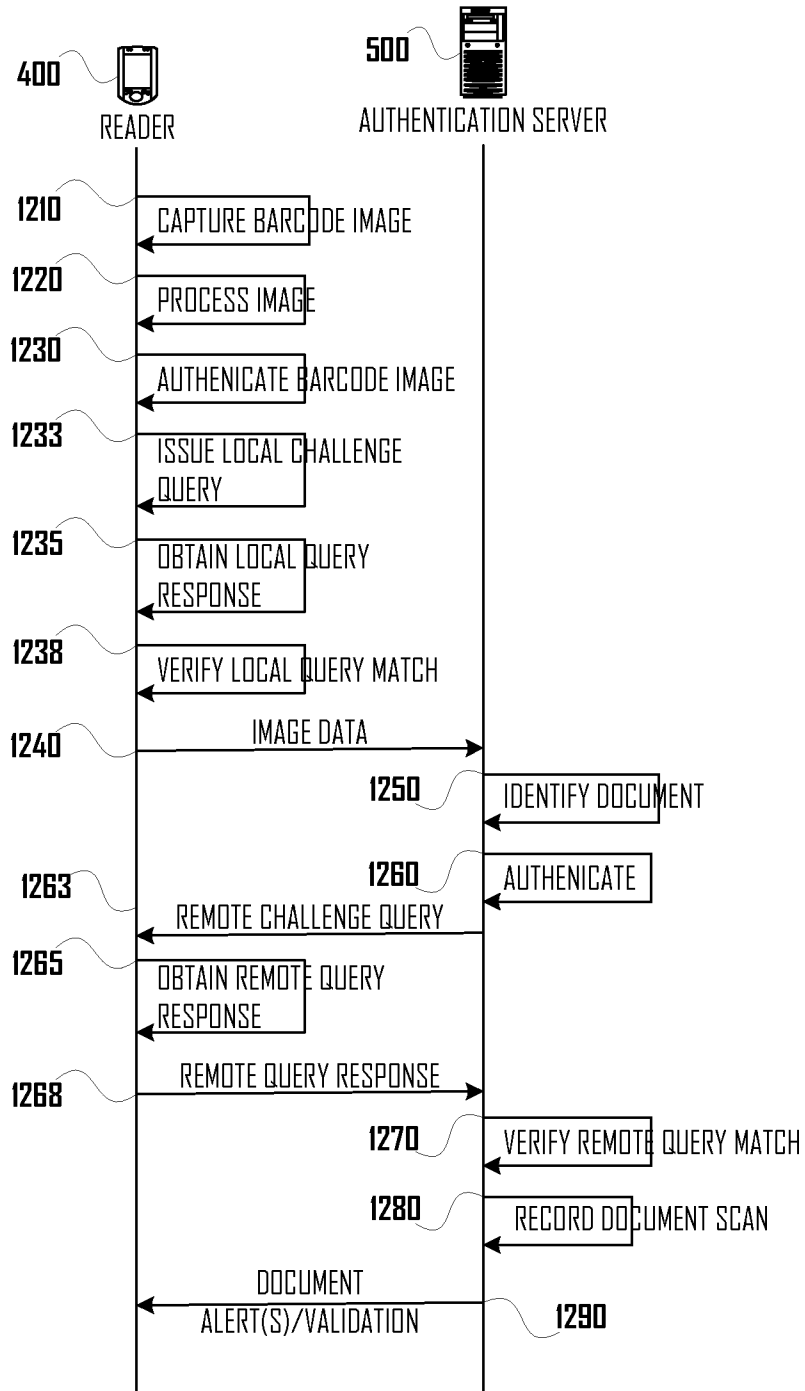 500
400
READER
AUTHENTICATION SERVER
1210
CAPTURE BARCODE IMAGE
1220
PROCESS IMAGE
1230
AUTHENICATE BARCODE IMAGE
1233
ISSUE LOCAL CHALLENGE
QUERY
1235
OBTAIN LOCAL QUERY
RESPONSE
1238
VERIFY LOCAL QUERY MATCH
1240
IMAGE DATA
1250
IDENTIFY DOCUMENT
1260
AUTHENICATE
1263
REMOTE CHALLENGE QUERY
1265
OBTAIN REMOTE QUERY
RESPONSE
1268
REMOTE QUERY RESPONSE
1270
VERIFY REMOTE QUERY MATCH
1280
RECORD DOCUMENT SCAN
DOCUMENT
ALERT(S)/VALIDATION
1290